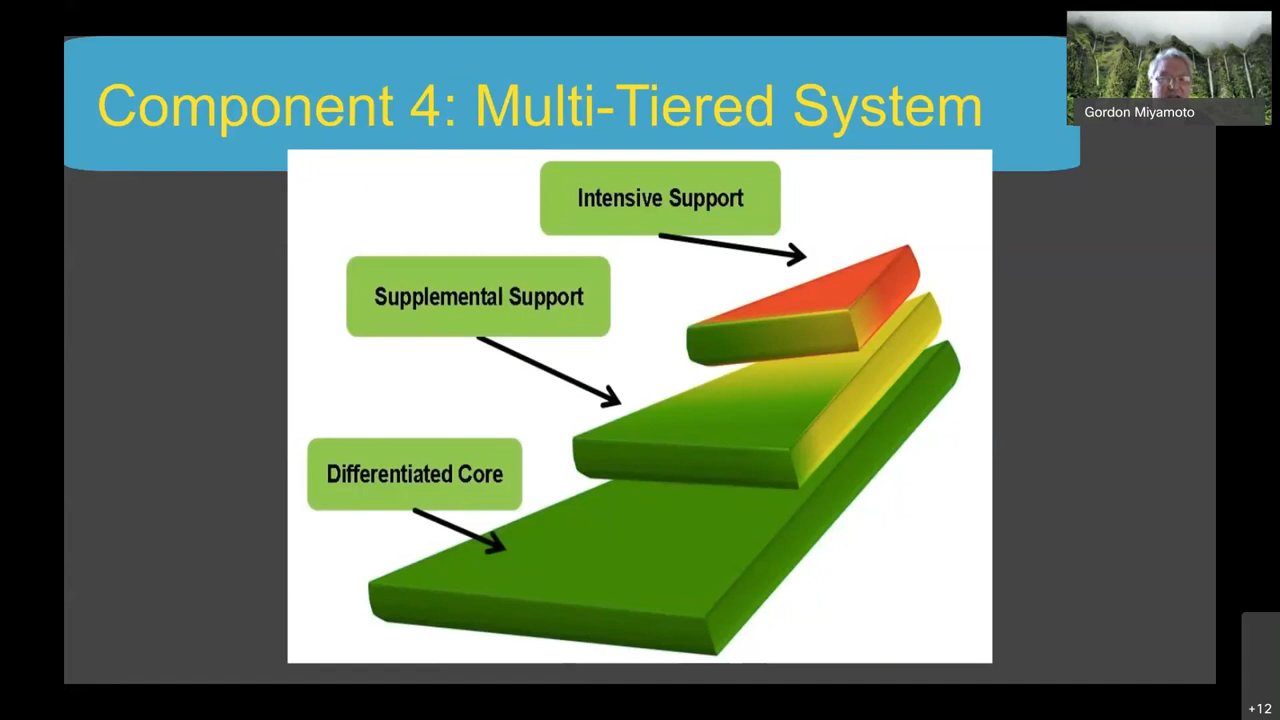 Component 4: Multi-Tiered System
Gordon Miyamoto
Intensive Support
Supplemental Support
Differentiated Core
+12